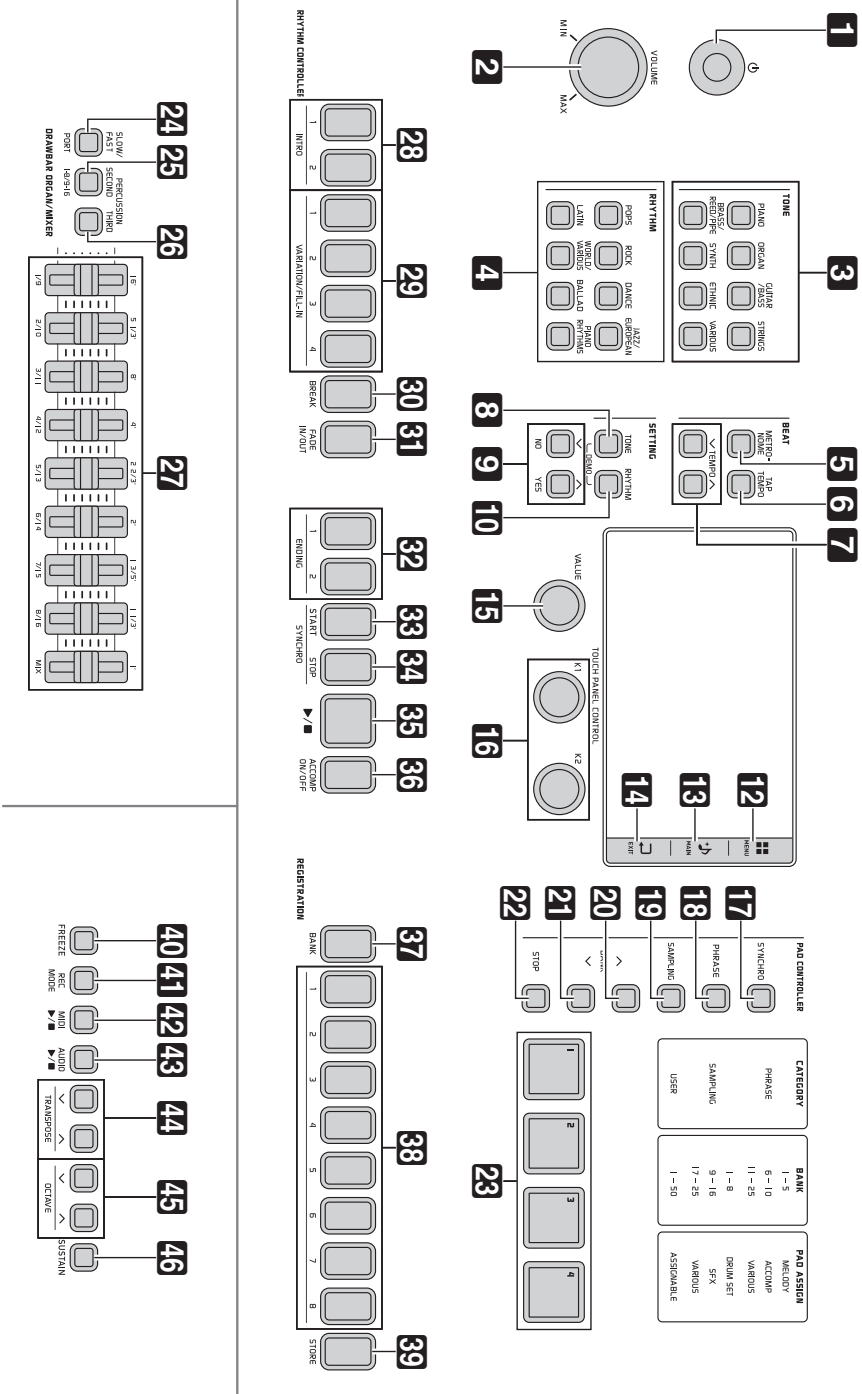 1
2
VOLUME
MIN
MAX
3
TONE
PIANO
ORGAN
GUITAR
/BASS
STRINGS
BRASS/
REED/PIPE
SYNTH
ETHNIC
VARIOUS
4
RHYTHM
POPS
ROCK
DANCE
JAZZ/
EUROPEAN
LATIN
WORLD/
VARIOUS
BALLAD
PIANO
RHYTHMS
5
6
7
BEAT
METRO-
NOME
TAP
TEMPO
TEMPO
8
9
10
SETTING
TONE
RHYTHM
DEMO
NO
YES
12
MENU
13
MAIN
14
EXIT
15
VALUE
16
TOUCH PANEL CONTROL
K1
K2
17
18
19
20
21
22
PAD CONTROLLER
SYNCHRO
PHRASE
SAMPLING
STOP
23
1
2
3
4
CATEGORY
PHRASE
SAMPLING
USER
BANK
1 – 5
6 – 10
11 – 25
1 – 8
9 – 16
17 – 25
1 – 50
PAD ASSIGN
MELODY
ACCOMP
VARIOUS
DRUM SET
SFX
VARIOUS
ASSIGNABLE
RHYTHM CONTROLLER
28
1
2
INTRO
29
1
2
3
4
VARIATION/FILL-IN
30
BREAK
31
FADE
IN/OUT
32
1
2
ENDING
33
START
34
STOP
SYNCHRO
35
▶/■
36
ACCOMP
ON/OFF
REGISTRATION
37
BANK
38
1
2
3
4
5
6
7
8
39
STORE
24
25
26
SLOW/
FAST
PORT
PERCUSSION
SECOND
THIRD
1-8/9-16
DRAWBAR ORGAN/MIXER
27
16'
5 1/3'
8'
4'
2 2/3'
2'
1 3/5'
1 1/3'
1'
1/9
2/10
3/11
4/12
5/13
6/14
7/15
8/16
MIX
40
FREEZE
41
REC
MODE
42
MIDI
▶/■
43
AUDIO
▶/■
44
TRANSPOSE
45
OCTAVE
46
SUSTAIN